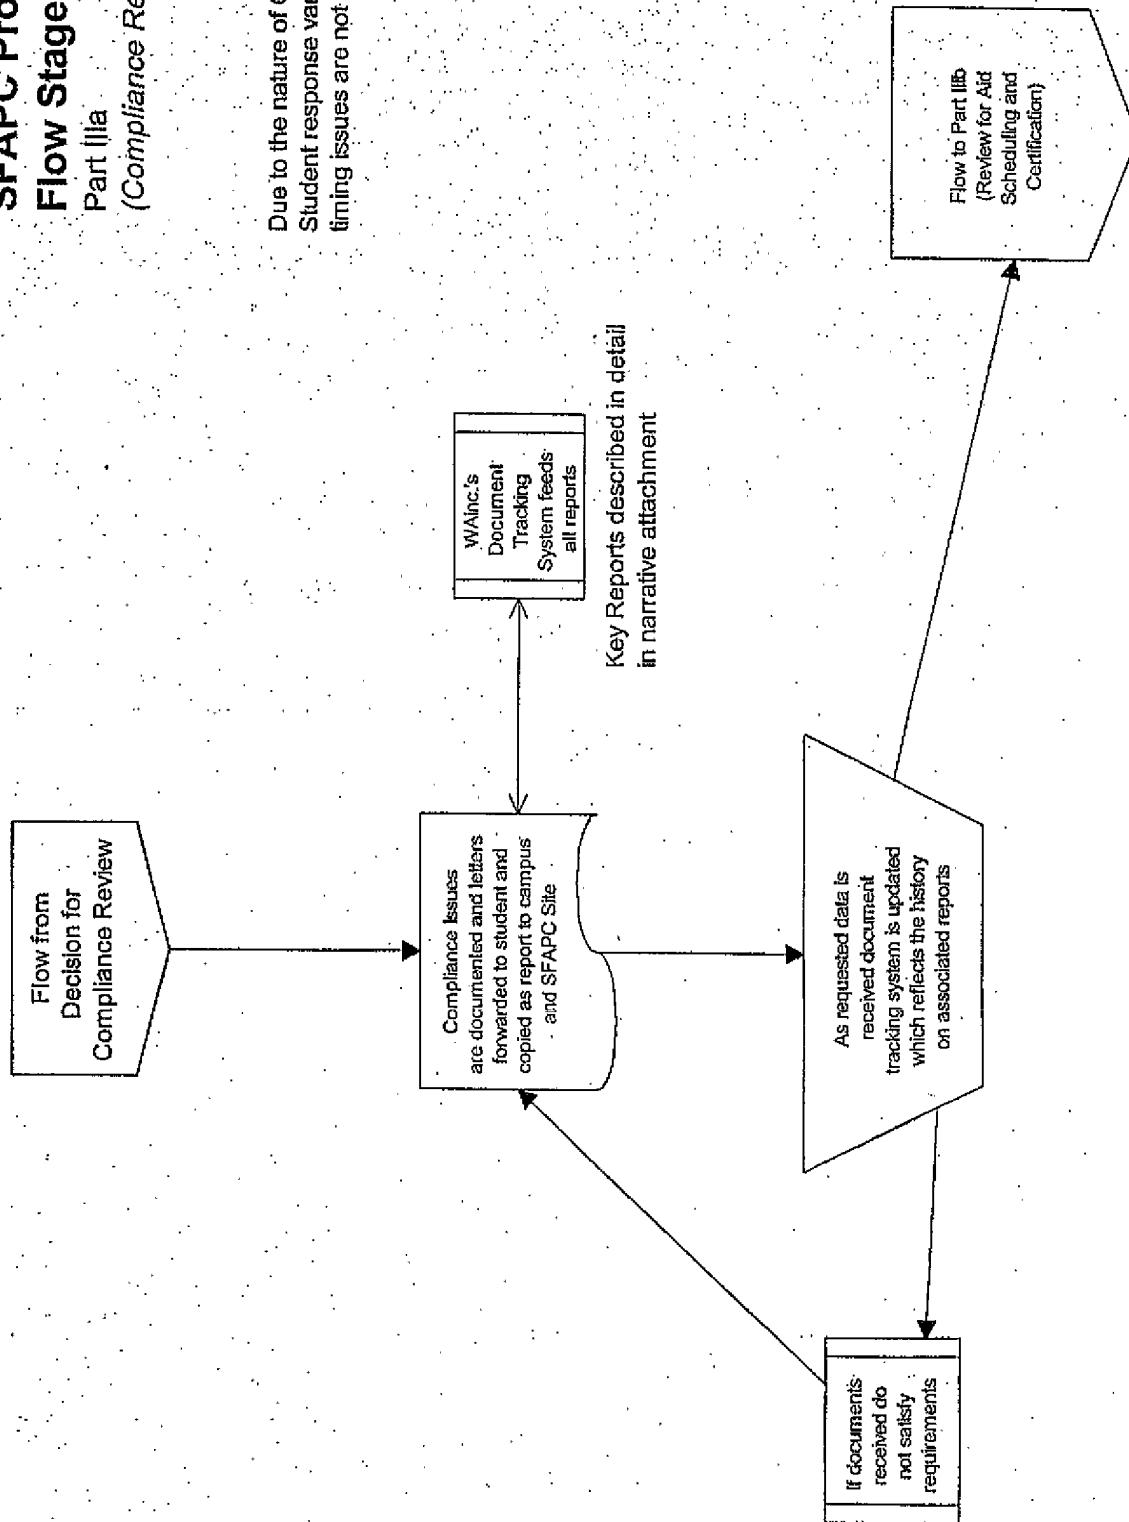 SFAPC Pro
Flow Stage
Part IIIa
(Compliance Re
Due to the nature of
Student response var
timing issues are not
Flow from
Decision for
Compliance Review
Compliance Issues
are documented and letters
forwarded to student and
copied as report to campus
and SFAPC Site
WAinc.'s
Document
Tracking
System feeds
all reports
Key Reports described in detail
in narrative attachment
As requested data is
received document
tracking system is updated
which reflects the history
on associated reports
If documents
received do
not satisfy
requirements
Flow to Part IIIb
(Review for Aid
Scheduling and
Certification)